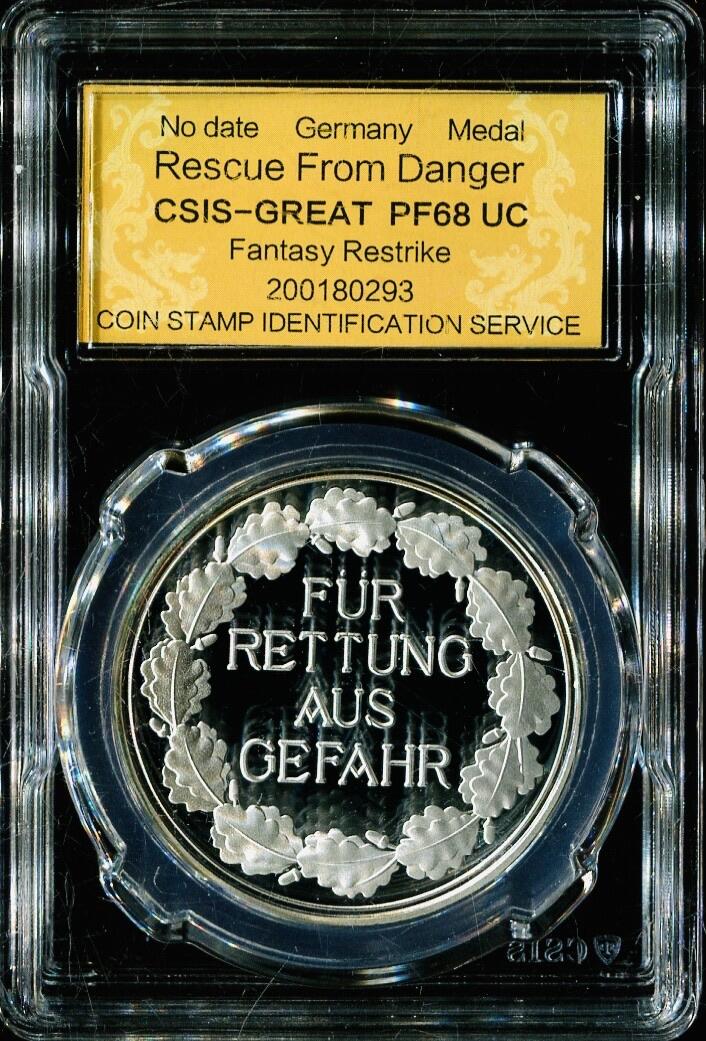 No date Germany Medal
Rescue From Danger
CSIS-GREAT PF68 UC
Fantasy Restrike
200180293
COIN STAMP IDENTIFICATION SERVICE
FÜR
RETTUNG
AUS
GEFAHR
CSIS